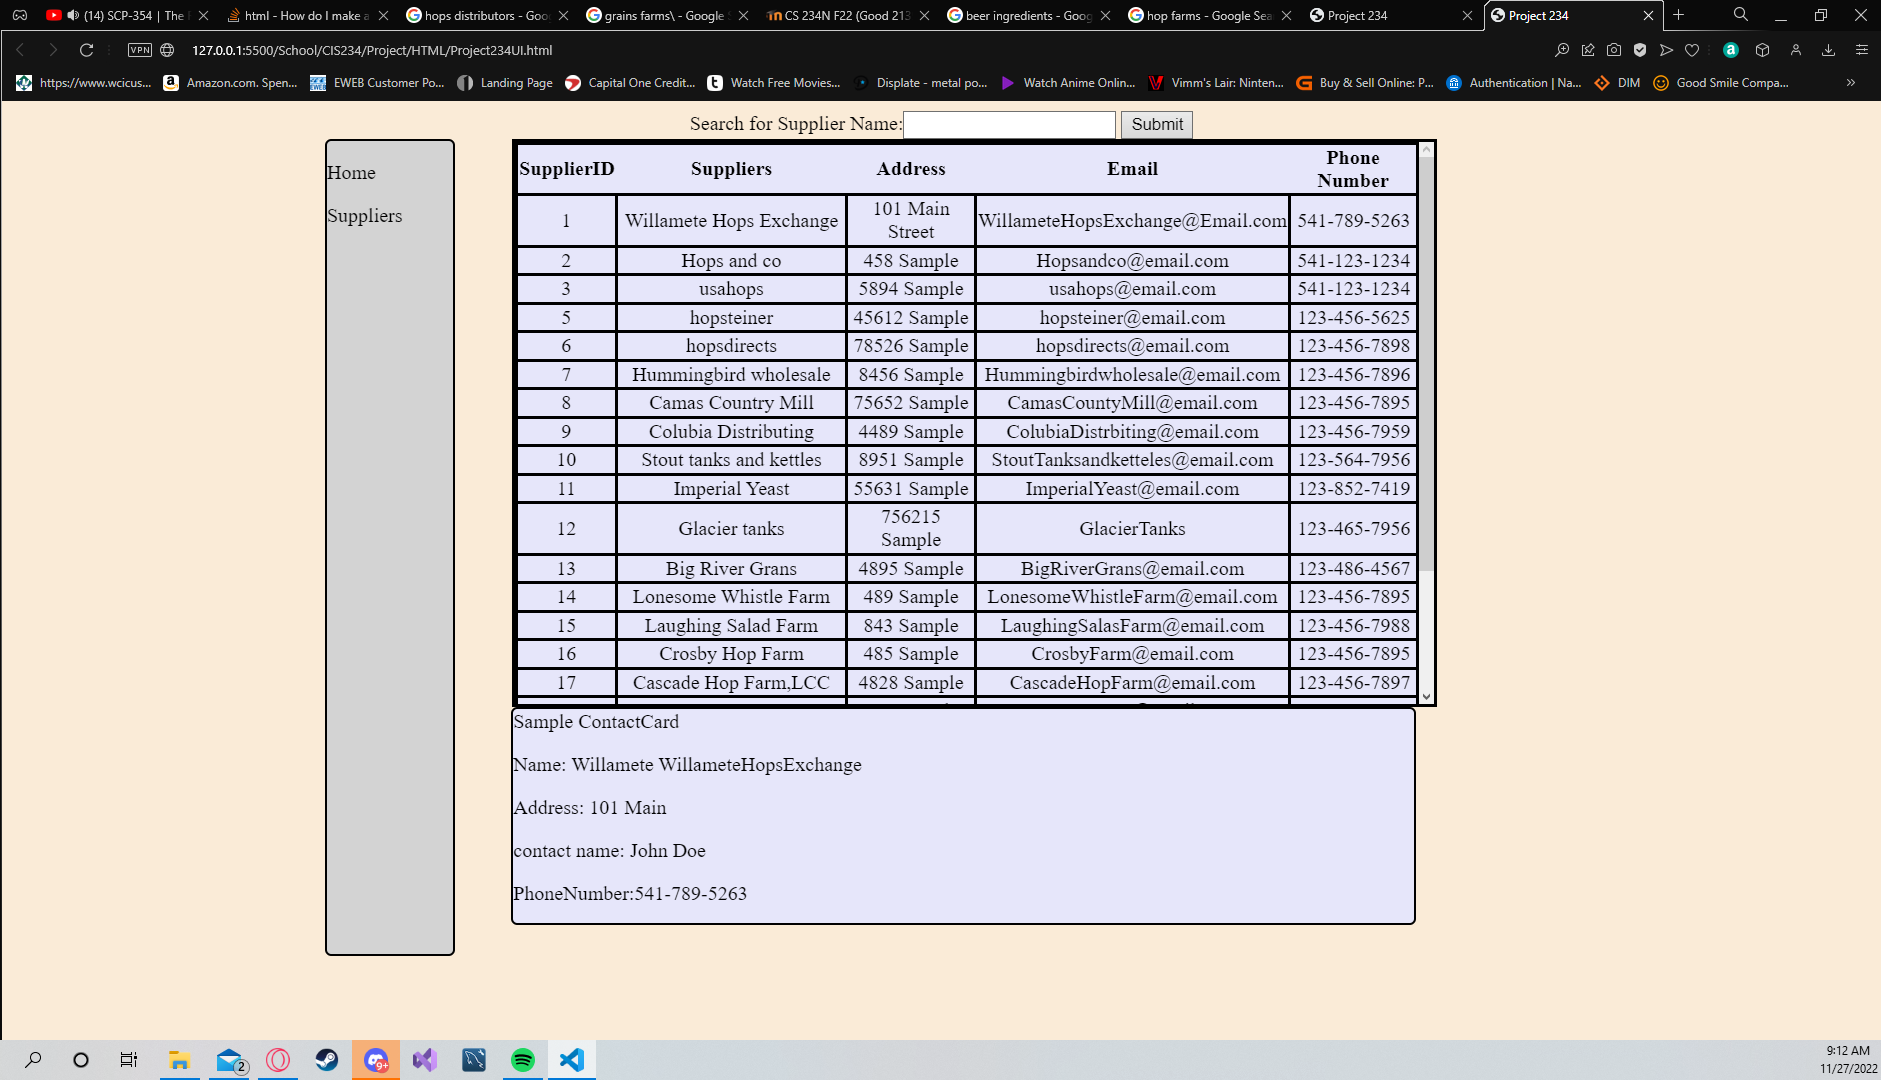 (14) SCP-354 | The
html - How do I make a
hops distributors - Goo
grains farms\ - Google
CS 234N F22 (Good 213
beer ingredients - Goog
hop farms - Google Sea
Project 234
Project 234
VPN
127.0.0.1:5500/School/CIS234/Project/HTML/Project234UI.html
https://www.wcicus...
Amazon.com. Spen...
EWEB Customer Po...
Landing Page
Capital One Credit...
Watch Free Movies...
Displate - metal po...
Watch Anime Onlin...
Vimm's Lair: Ninten...
Buy & Sell Online: P...
Authentication | Na...
DIM
Good Smile Compa...
Search for Supplier Name: Submit
Home
Suppliers
SupplierID Suppliers Address Email Phone Number
1 Willamete Hops Exchange 101 Main Street WillameteHopsExchange@Email.com 541-789-5263
2 Hops and co 458 Sample Hopsandco@email.com 541-123-1234
3 usahops 5894 Sample usahops@email.com 541-123-1234
5 hopsteiner 45612 Sample hopsteiner@email.com 123-456-5625
6 hopsdirects 78526 Sample hopsdirects@email.com 123-456-7898
7 Hummingbird wholesale 8456 Sample Hummingbirdwholesale@email.com 123-456-7896
8 Camas Country Mill 75652 Sample CamasCountyMill@email.com 123-456-7895
9 Colubia Distributing 4489 Sample ColubiaDistrbiting@email.com 123-456-7959
10 Stout tanks and kettles 8951 Sample StoutTanksandketteles@email.com 123-564-7956
11 Imperial Yeast 55631 Sample ImperialYeast@email.com 123-852-7419
12 Glacier tanks 756215 Sample GlacierTanks 123-465-7956
13 Big River Grans 4895 Sample BigRiverGrans@email.com 123-486-4567
14 Lonesome Whistle Farm 489 Sample LonesomeWhistleFarm@email.com 123-456-7895
15 Laughing Salad Farm 843 Sample LaughingSalasFarm@email.com 123-456-7988
16 Crosby Hop Farm 485 Sample CrosbyFarm@email.com 123-456-7895
17 Cascade Hop Farm,LCC 4828 Sample CascadeHopFarm@email.com 123-456-7897
Sample ContactCard
Name: Willamete WillameteHopsExchange
Address: 101 Main
contact name: John Doe
PhoneNumber:541-789-5263
2
9+
9:12 AM
11/27/2022